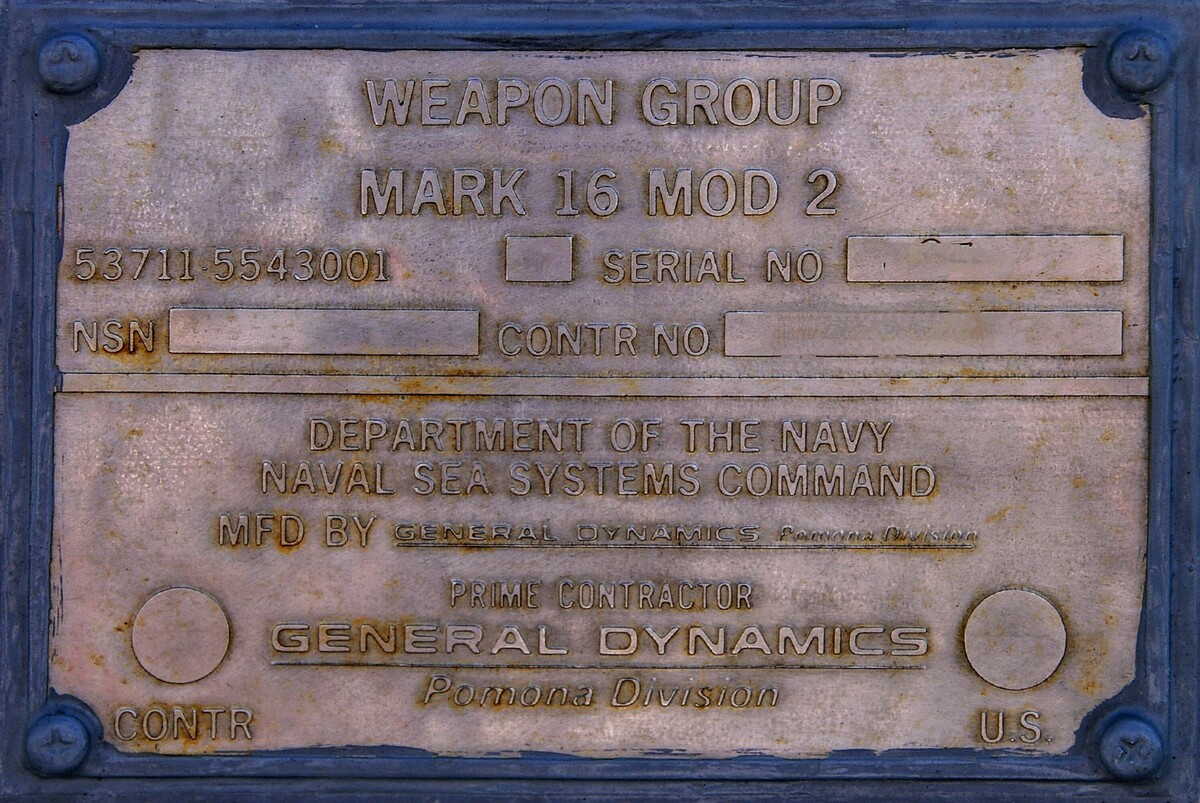 WEAPON GROUP
MARK 16 MOD 2
53711-5543001 SERIAL NO
NSN CONTR NO
DEPARTMENT OF THE NAVY
NAVAL SEA SYSTEMS COMMAND
MFD BY GENERAL DYNAMICS Pomona Division
PRIME CONTRACTOR
GENERAL DYNAMICS
Pomona Division
CONTR U.S.